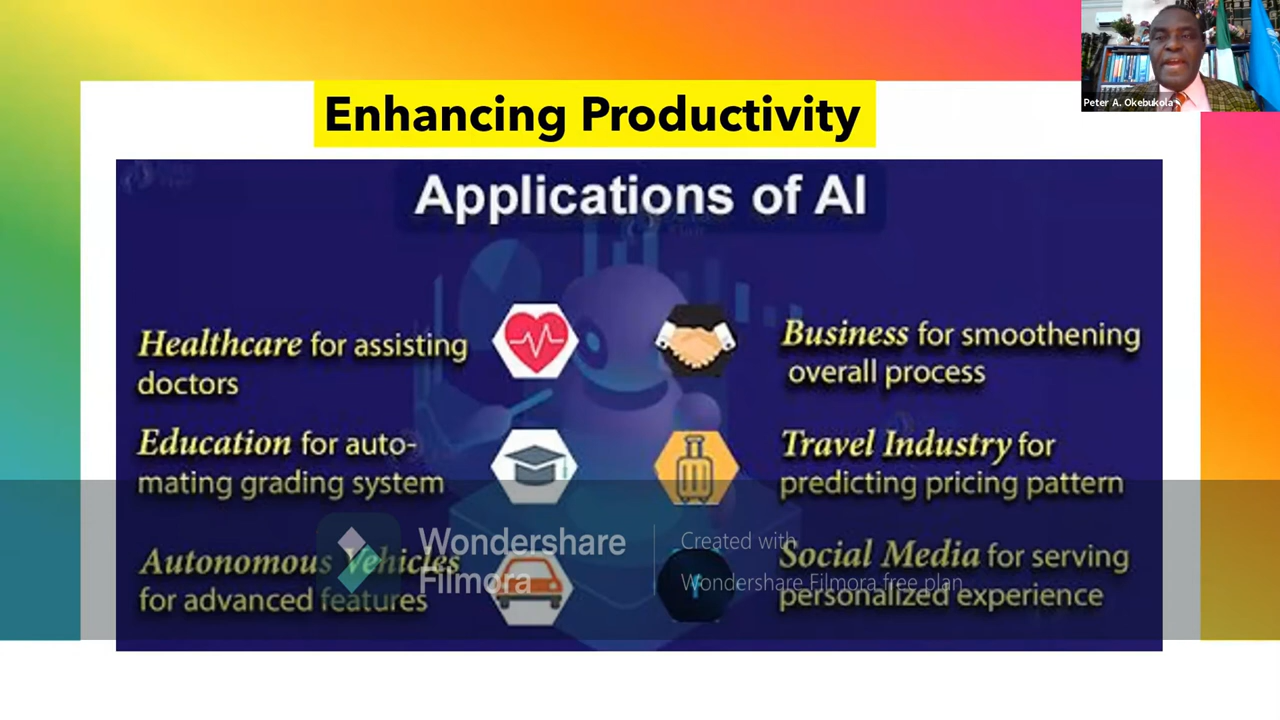 Peter A. Okebukola
Enhancing Productivity
Applications of AI
Healthcare for assisting
doctors
Education for auto-
mating grading system
Autonomous Vehicles
for advanced features
Business for smoothening
overall process
Travel Industry for
predicting pricing pattern
Social Media for serving
personalized experience
Wondershare
Filmora
Created with
Wondershare Filmora free plan